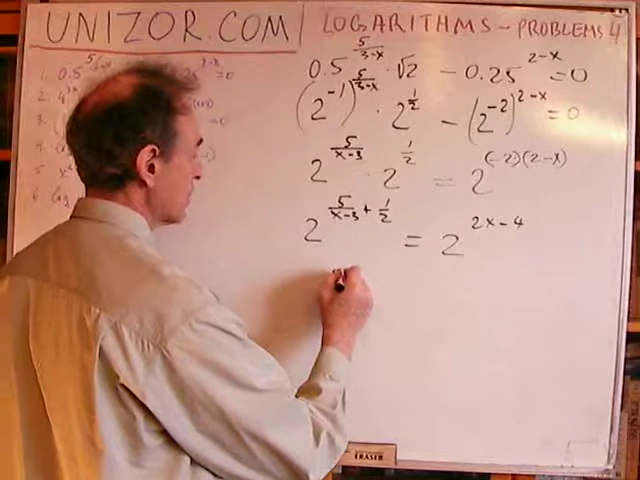 UNIZOR.COM
LOGARITHMS - PROBLEMS 4
0.5^(5/(3-x)) · √2 - 0.25^(2-x) = 0
(2^(-1))^(5/(3-x)) · 2^(1/2) - (2^(-2))^(2-x) = 0
2^(5/(x-3)) · 2^(1/2) = 2^((-2)(2-x))
2^(5/(x-3) + 1/2) = 2^(2x-4)
1. 0.5
2. 4
3.
5
6
ERASER